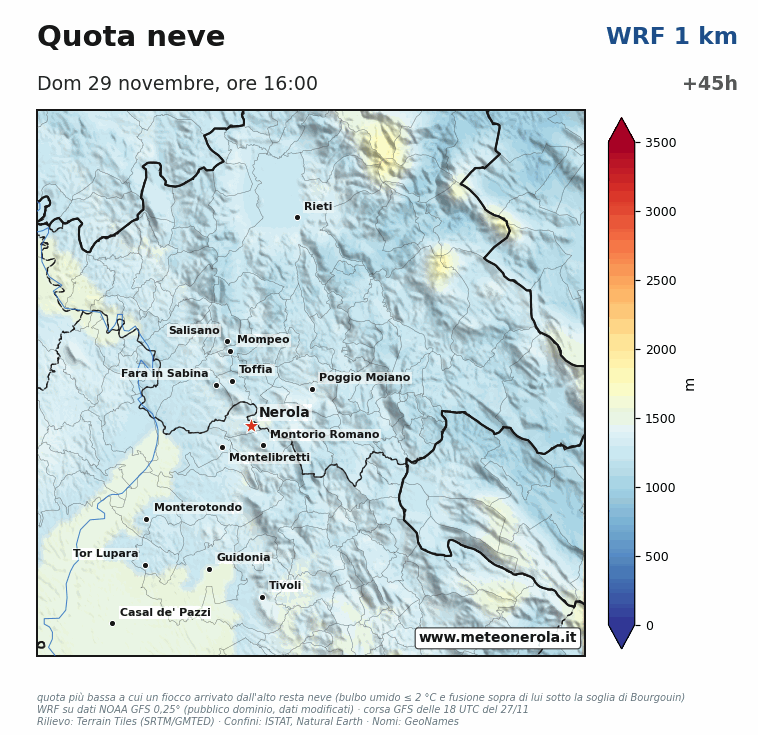 Quota neve
WRF 1 km
Dom 29 novembre, ore 16:00
+45h
3500
3000
2500
2000
1500
1000
500
0
m
Rieti
Salisano
Mompeo
Toffia
Fara in Sabina
Poggio Moiano
Nerola
Montorio Romano
Montelibretti
Monterotondo
Tor Lupara
Guidonia
Tivoli
Casal de' Pazzi
www.meteonerola.it
quota più bassa a cui un fiocco arrivato dall'alto resta neve (bulbo umido ≤ 2 °C e fusione sopra di lui sotto la soglia di Bourgouin)
WRF su dati NOAA GFS 0,25° (pubblico dominio, dati modificati) · corsa GFS delle 18 UTC del 27/11
Rilievo: Terrain Tiles (SRTM/GMTED) · Confini: ISTAT, Natural Earth · Nomi: GeoNames